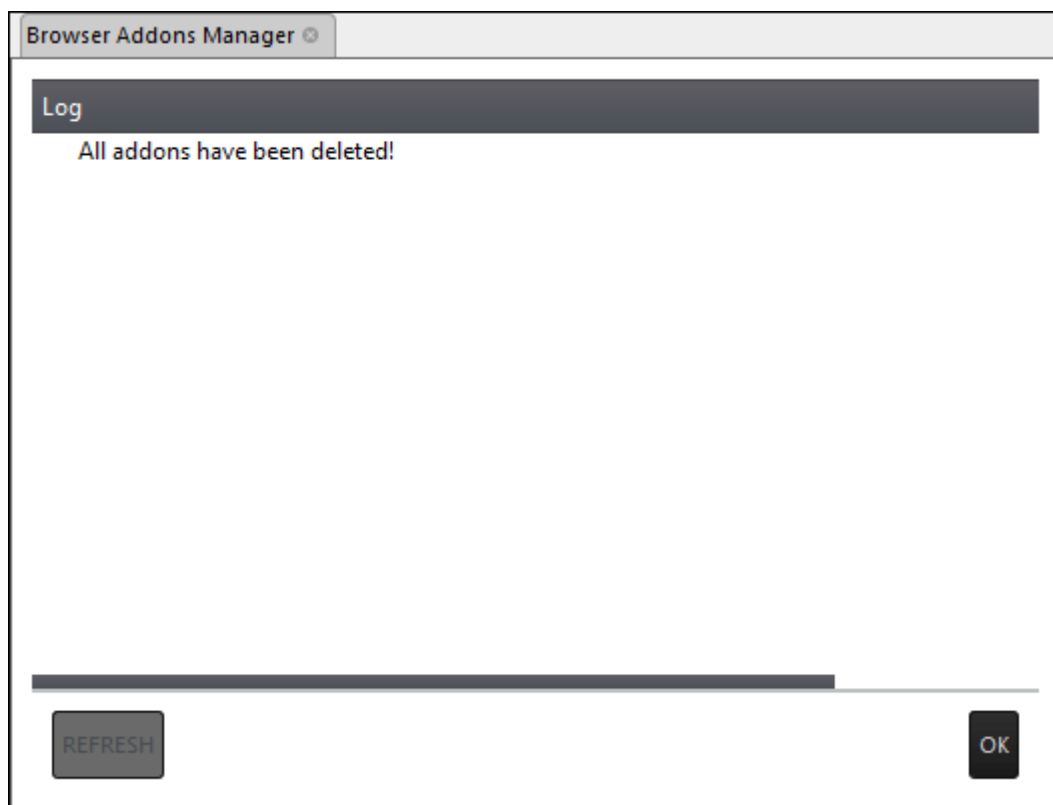 Browser Addons Manager
Log
All addons have been deleted!
REFRESH
OK